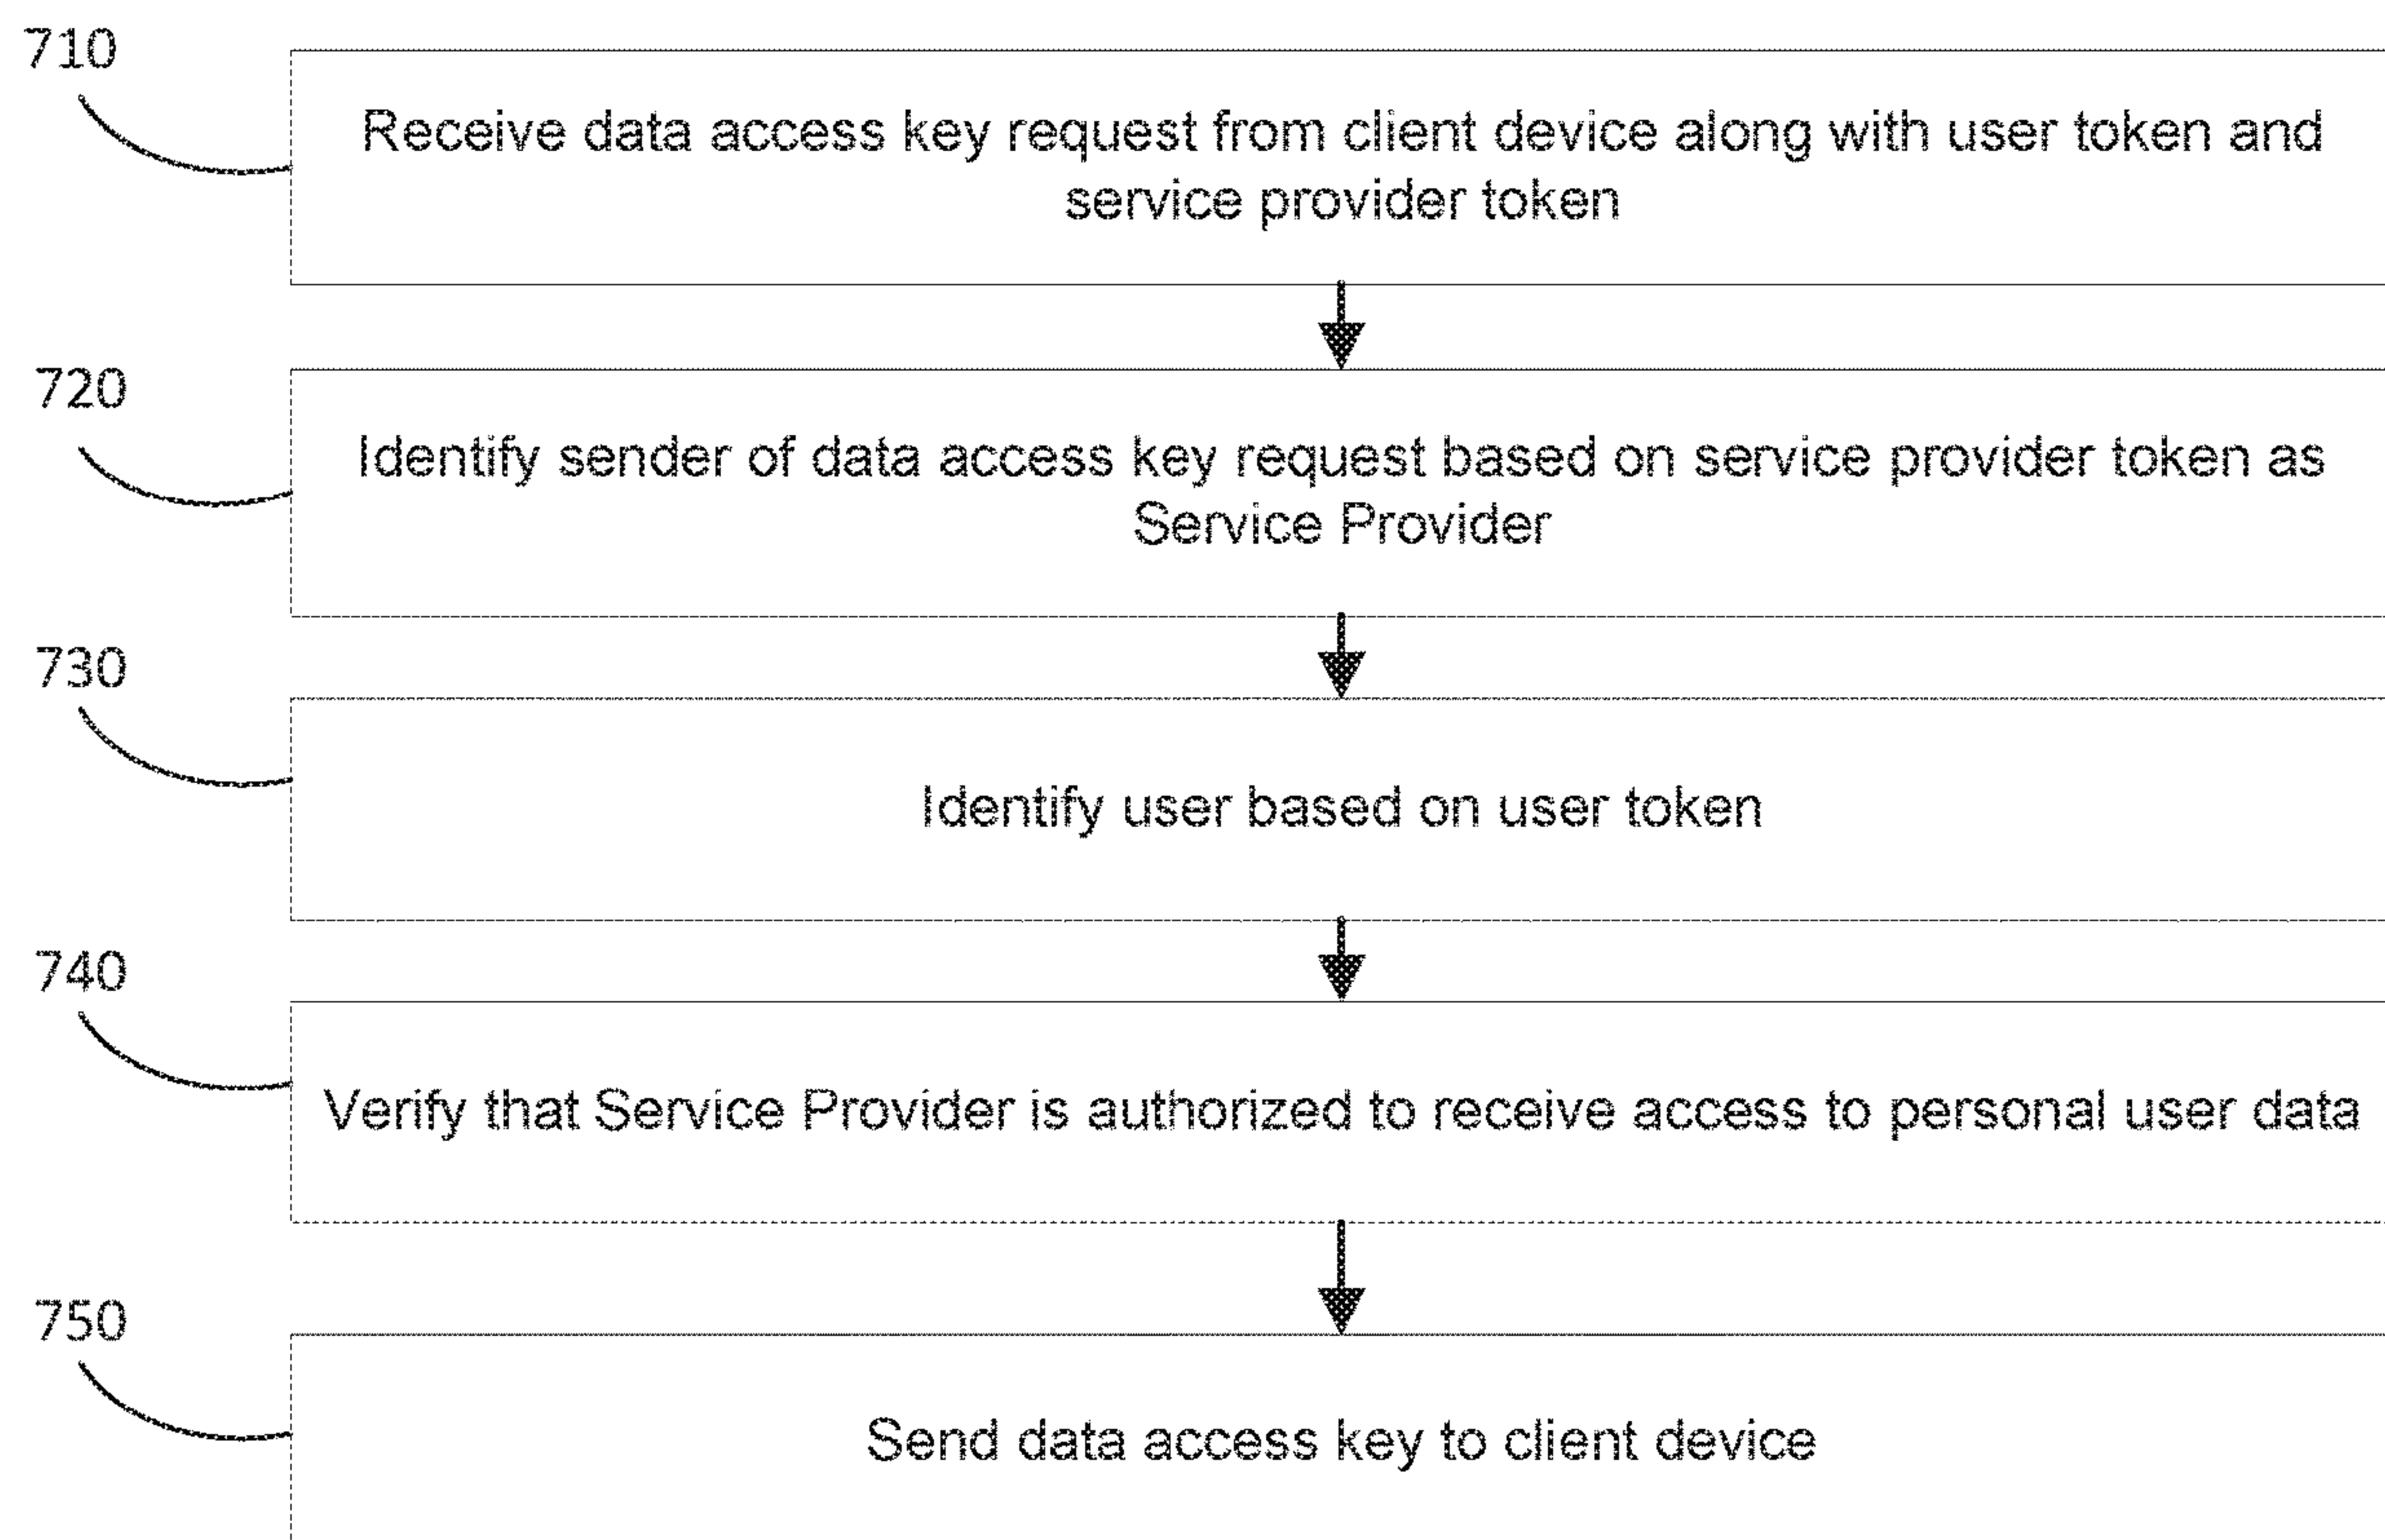 710
Receive data access key request from client device along with user token and
service provider token
720
Identify sender of data access key request based on service provider token as
Service Provider
730
Identify user based on user token
740
Verify that Service Provider is authorized to receive access to personal user data
750
Send data access key to client device